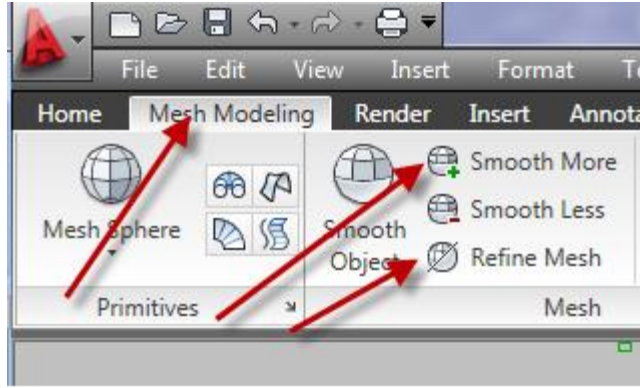 File Edit View Insert Format
Home Mesh Modeling Render Insert
Smooth More
Mesh Sphere
Smooth Less
Smooth
Object
Refine Mesh
Primitives
Mesh